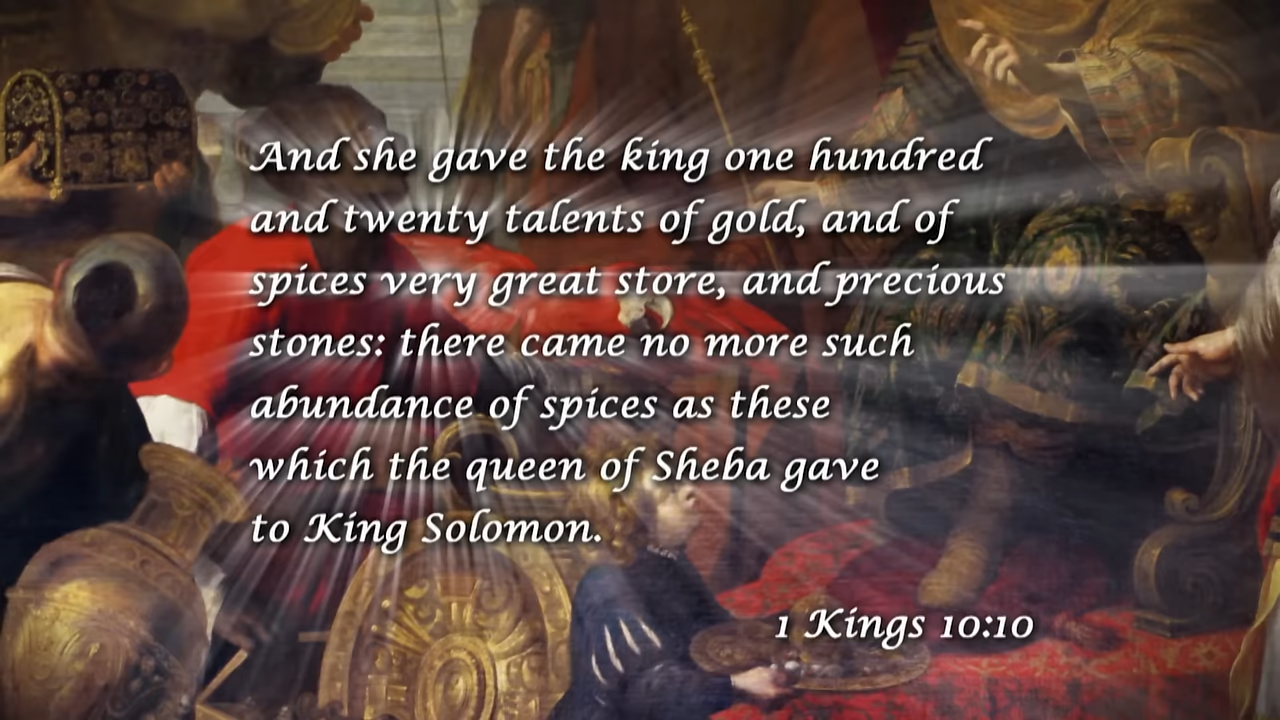 And she gave the king one hundred
and twenty talents of gold, and of
spices very great store, and precious
stones: there came no more such
abundance of spices as these
which the queen of Sheba gave
to King Solomon.
1 Kings 10:10